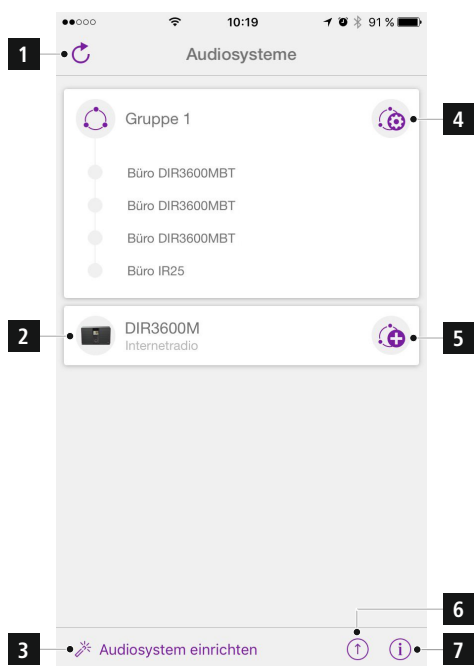 10:19
91 %
1
Audiosysteme
Gruppe 1
4
Büro DIR3600MBT
Büro DIR3600MBT
Büro DIR3600MBT
Büro IR25
2
DIR3600M
Internetradio
5
6
3
Audiosystem einrichten
i
7